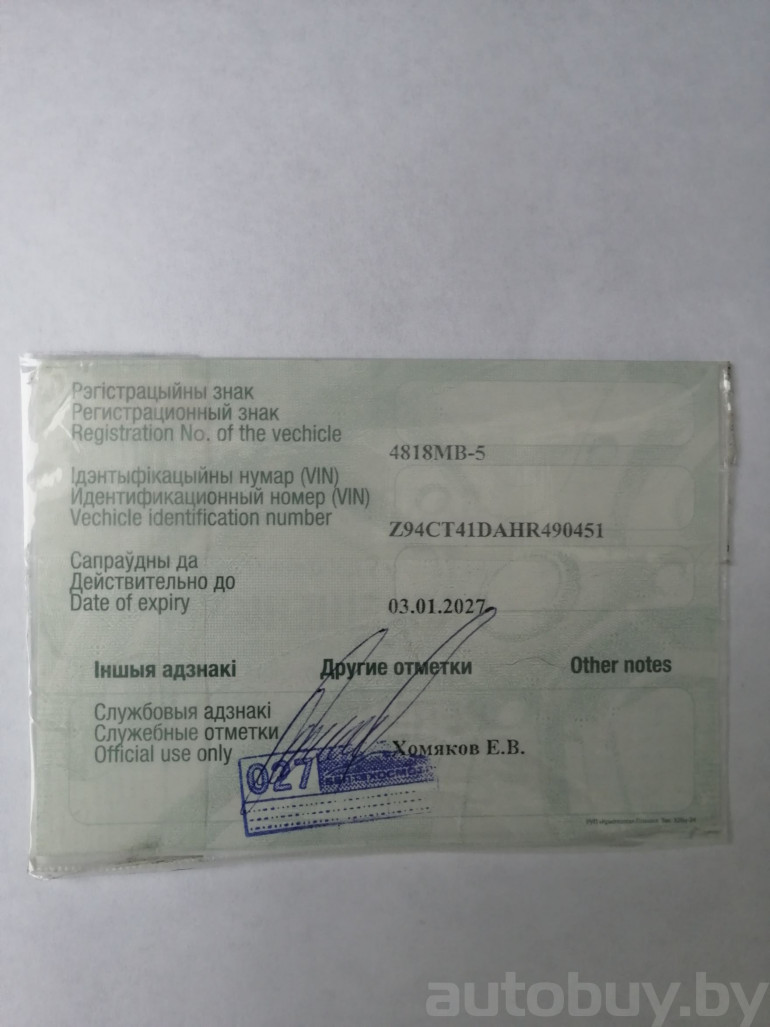 Рэгістрацыйны знак
Регистрационный знак
Registration No. of the vechicle
4818MB-5
Ідэнтыфікацыйны нумар (VIN)
Идентификационный номер (VIN)
Vechicle identification number
Z94CT41DAHR490451
Сапраўдны да
Действительно до
Date of expiry
03.01.2027
Іншыя адзнакі Другие отметки Other notes
Службовыя адзнакі
Служебные отметки
Official use only
Хомяков Е.В.
027
autobuy.by